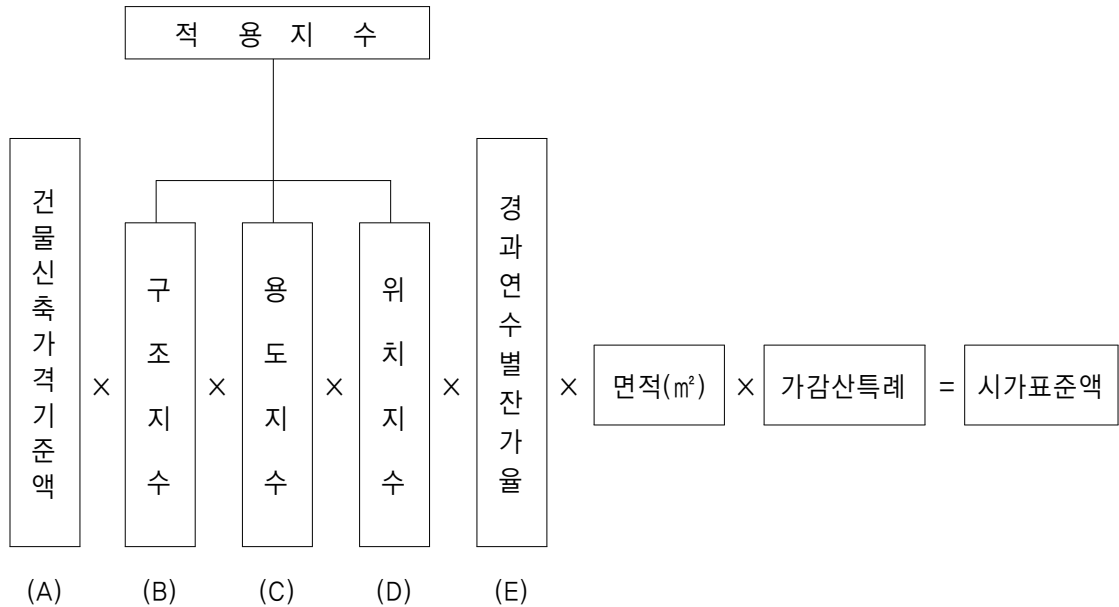 적 용 지 수
건물신축가격기준액
×
구조지수
×
용도지수
×
위치지수
×
경과연수별잔가율
×
면적(㎡)
×
가감산특례
=
시가표준액
(A)
(B)
(C)
(D)
(E)